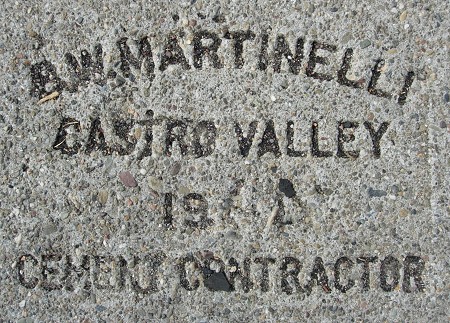 A.W. MARTINELLI
CASTRO VALLEY
CEMENT CONTRACTOR